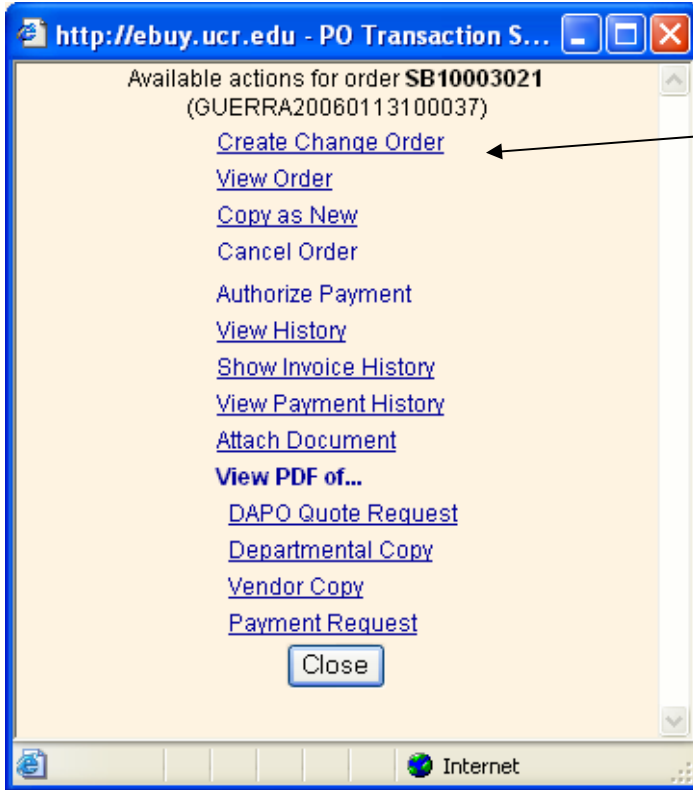 http://ebuy.ucr.edu - PO Transaction S...
Available actions for order SB10003021
(GUERRA20060113100037)
Create Change Order
View Order
Copy as New
Cancel Order
Authorize Payment
View History
Show Invoice History
View Payment History
Attach Document
View PDF of...
DAPO Quote Request
Departmental Copy
Vendor Copy
Payment Request
Close
Internet